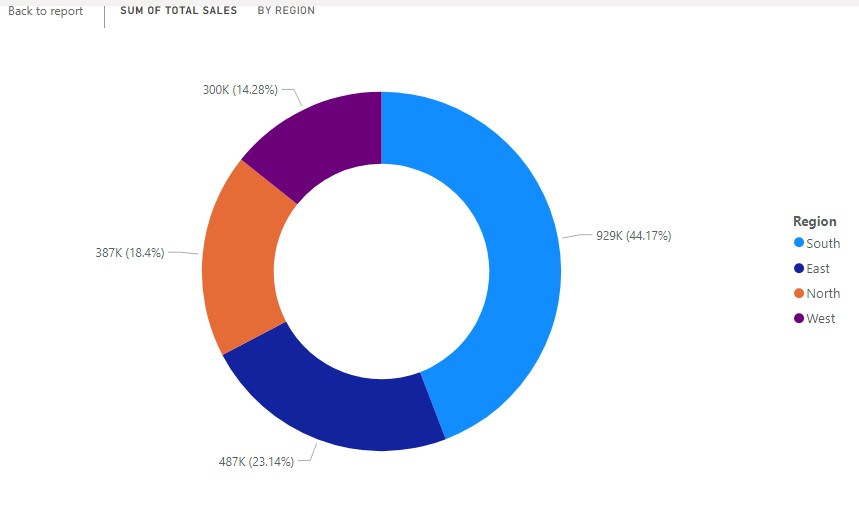 Back to report
SUM OF TOTAL SALES BY REGION
300K (14.28%)
929K (44.17%)
387K (18.4%)
487K (23.14%)
Region
South
East
North
West